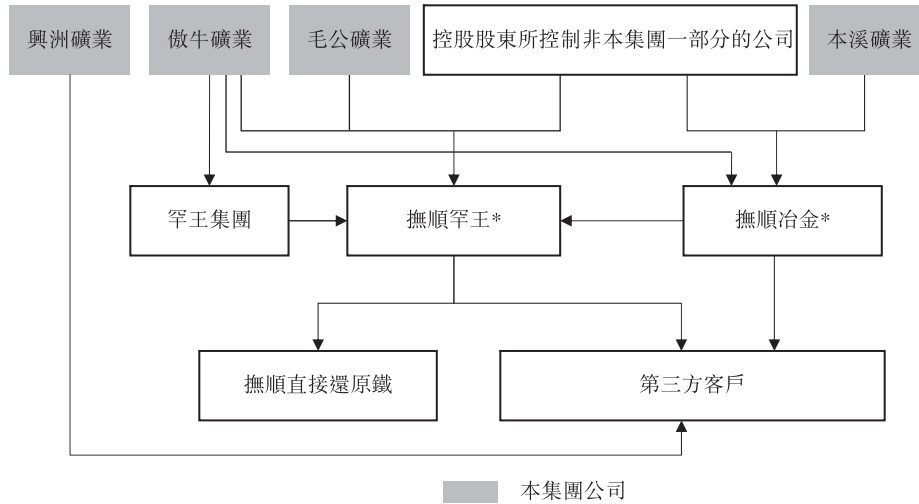 興洲礦業
傲牛礦業
毛公礦業
控股股東所控制非本集團一部分的公司
本溪礦業
罕王集團
撫順罕王*
撫順冶金*
撫順直接還原鐵
第三方客戶
本集團公司